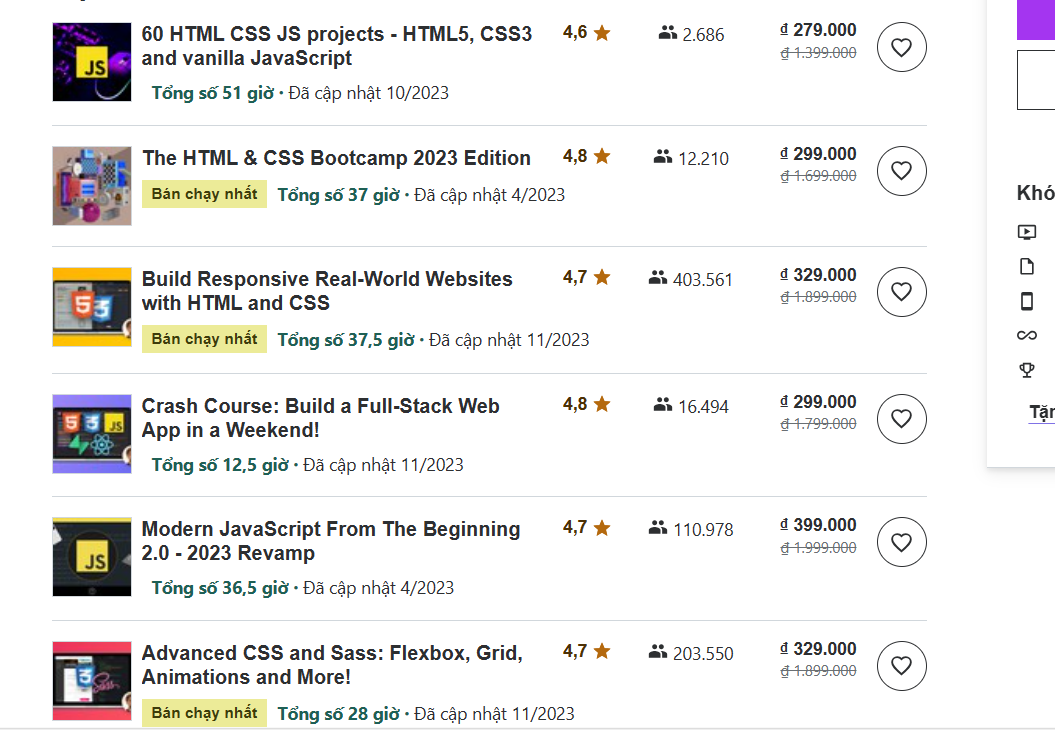 60 HTML CSS JS projects - HTML5, CSS3 4,6 2.686 ₫ 279.000
and vanilla JavaScript ₫ 1.399.000
JS
Tổng số 51 giờ • Đã cập nhật 10/2023
The HTML & CSS Bootcamp 2023 Edition 4,8 12.210 ₫ 299.000
₫ 1.699.000
Bán chạy nhất Tổng số 37 giờ • Đã cập nhật 4/2023
Khó
Build Responsive Real-World Websites 4,7 403.561 ₫ 329.000
with HTML and CSS ₫ 1.899.000
5 3
Bán chạy nhất Tổng số 37,5 giờ • Đã cập nhật 11/2023
Crash Course: Build a Full-Stack Web 4,8 16.494 ₫ 299.000
App in a Weekend! ₫ 1.799.000
5 3 JS
Tặn
Tổng số 12,5 giờ • Đã cập nhật 11/2023
Modern JavaScript From The Beginning 4,7 110.978 ₫ 399.000
2.0 - 2023 Revamp ₫ 1.999.000
JS
Tổng số 36,5 giờ • Đã cập nhật 4/2023
Advanced CSS and Sass: Flexbox, Grid, 4,7 203.550 ₫ 329.000
Animations and More! ₫ 1.899.000
3 Sass
Bán chạy nhất Tổng số 28 giờ • Đã cập nhật 11/2023